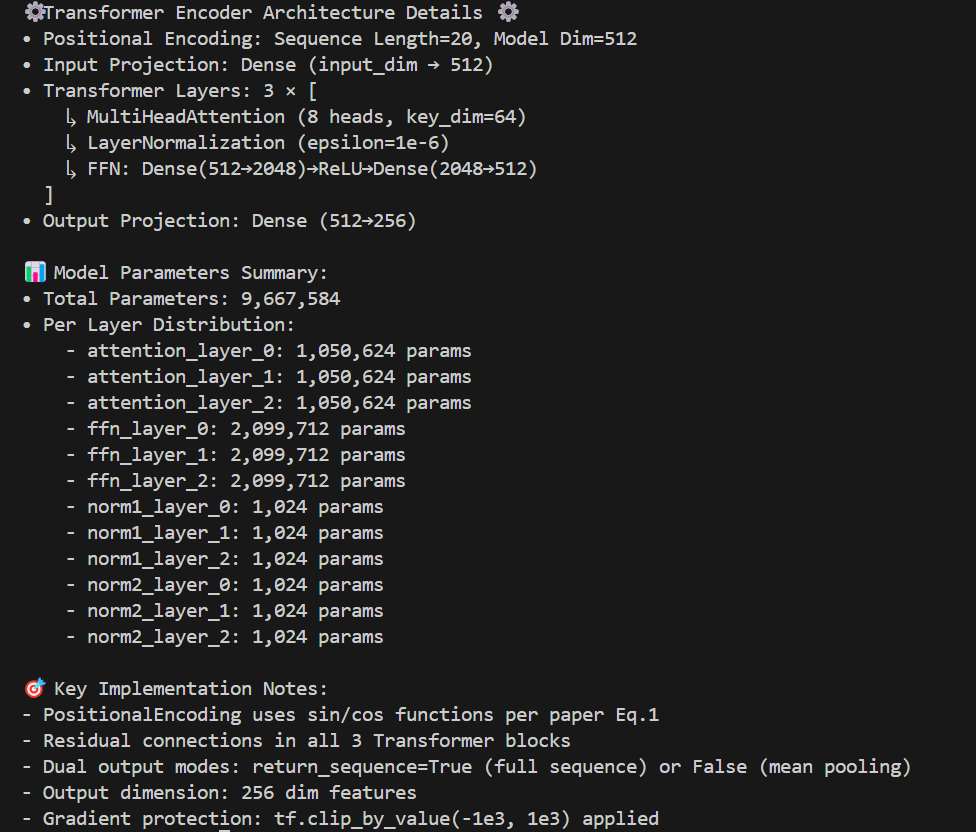 ⚙️Transformer Encoder Architecture Details ⚙️
• Positional Encoding: Sequence Length=20, Model Dim=512
• Input Projection: Dense (input_dim → 512)
• Transformer Layers: 3 × [
↳ MultiHeadAttention (8 heads, key_dim=64)
↳ LayerNormalization (epsilon=1e-6)
↳ FFN: Dense(512→2048)→ReLU→Dense(2048→512)
]
• Output Projection: Dense (512→256)
📊 Model Parameters Summary:
• Total Parameters: 9,667,584
• Per Layer Distribution:
- attention_layer_0: 1,050,624 params
- attention_layer_1: 1,050,624 params
- attention_layer_2: 1,050,624 params
- ffn_layer_0: 2,099,712 params
- ffn_layer_1: 2,099,712 params
- ffn_layer_2: 2,099,712 params
- norm1_layer_0: 1,024 params
- norm1_layer_1: 1,024 params
- norm1_layer_2: 1,024 params
- norm2_layer_0: 1,024 params
- norm2_layer_1: 1,024 params
- norm2_layer_2: 1,024 params
🎯 Key Implementation Notes:
- PositionalEncoding uses sin/cos functions per paper Eq.1
- Residual connections in all 3 Transformer blocks
- Dual output modes: return_sequence=True (full sequence) or False (mean pooling)
- Output dimension: 256 dim features
- Gradient protection: tf.clip_by_value(-1e3, 1e3) applied